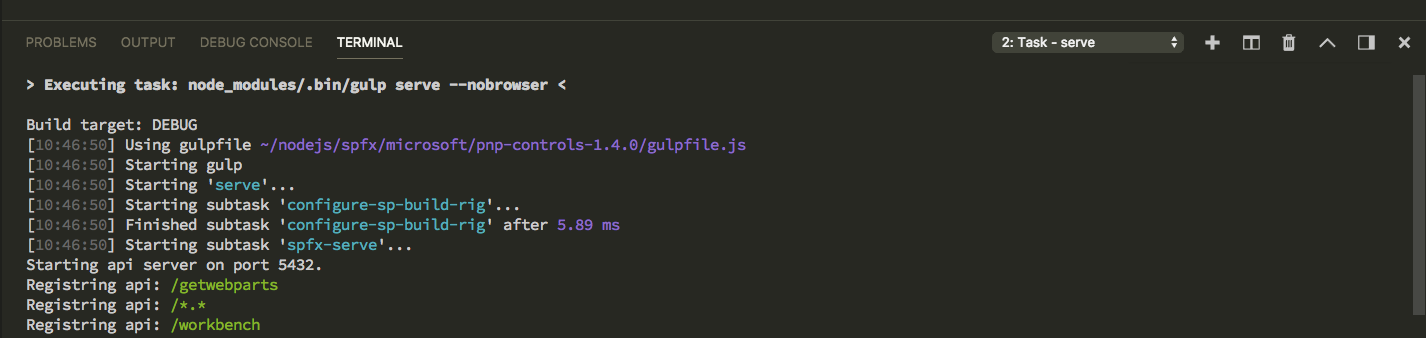 PROBLEMS OUTPUT DEBUG CONSOLE TERMINAL 2: Task - serve
> Executing task: node_modules/.bin/gulp serve --nobrowser <
Build target: DEBUG
[10:46:50] Using gulpfile ~/nodejs/spfx/microsoft/pnp-controls-1.4.0/gulpfile.js
[10:46:50] Starting gulp
[10:46:50] Starting 'serve'...
[10:46:50] Starting subtask 'configure-sp-build-rig'...
[10:46:50] Finished subtask 'configure-sp-build-rig' after 5.89 ms
[10:46:50] Starting subtask 'spfx-serve'...
Starting api server on port 5432.
Registring api: /getwebparts
Registring api: /*.*
Registring api: /workbench